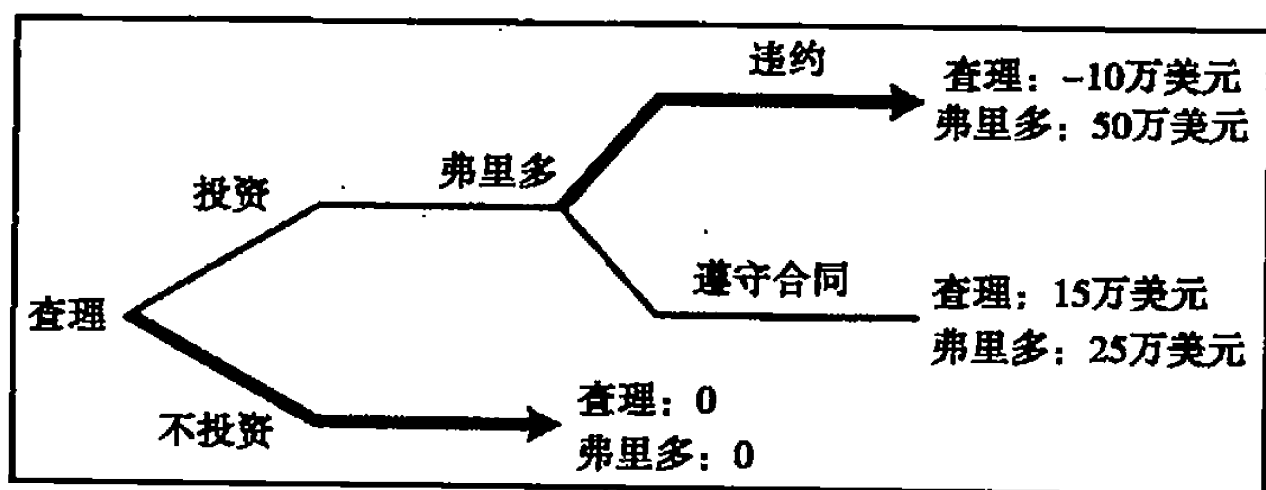 违约
查理：-10万美元
弗里多：50万美元
弗里多
投资
遵守合同
查理：15万美元
弗里多：25万美元
查理
不投资
查理：0
弗里多：0